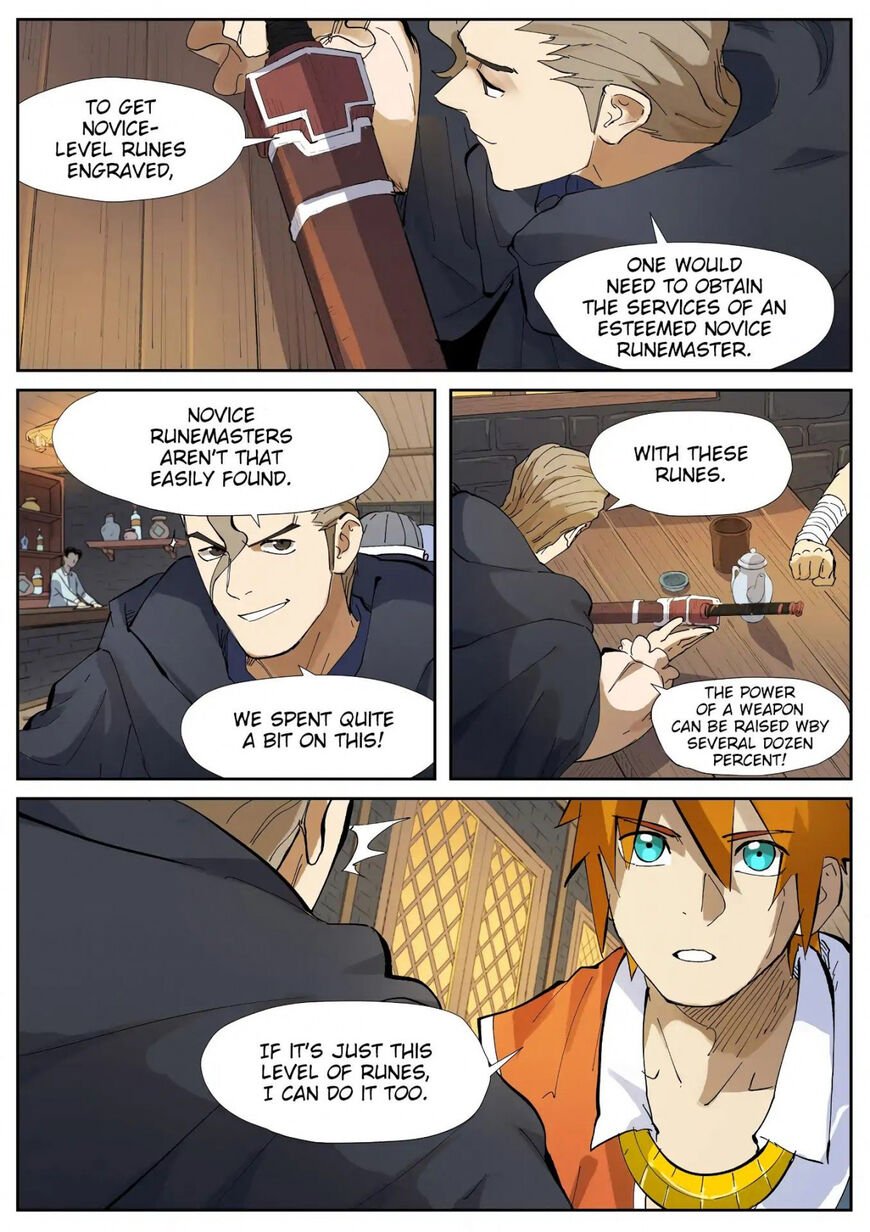 TO GET
NOVICE-
LEVEL RUNES
ENGRAVED,
ONE WOULD
NEED TO OBTAIN
THE SERVICES OF AN
ESTEEMED NOVICE
RUNEMASTER.
NOVICE
RUNEMASTERS
AREN'T THAT
EASILY FOUND.
WE SPENT QUITE
A BIT ON THIS!
WITH THESE
RUNES.
THE POWER
OF A WEAPON
CAN BE RAISED WBY
SEVERAL DOZEN
PERCENT!
IF IT'S JUST THIS
LEVEL OF RUNES,
I CAN DO IT TOO.